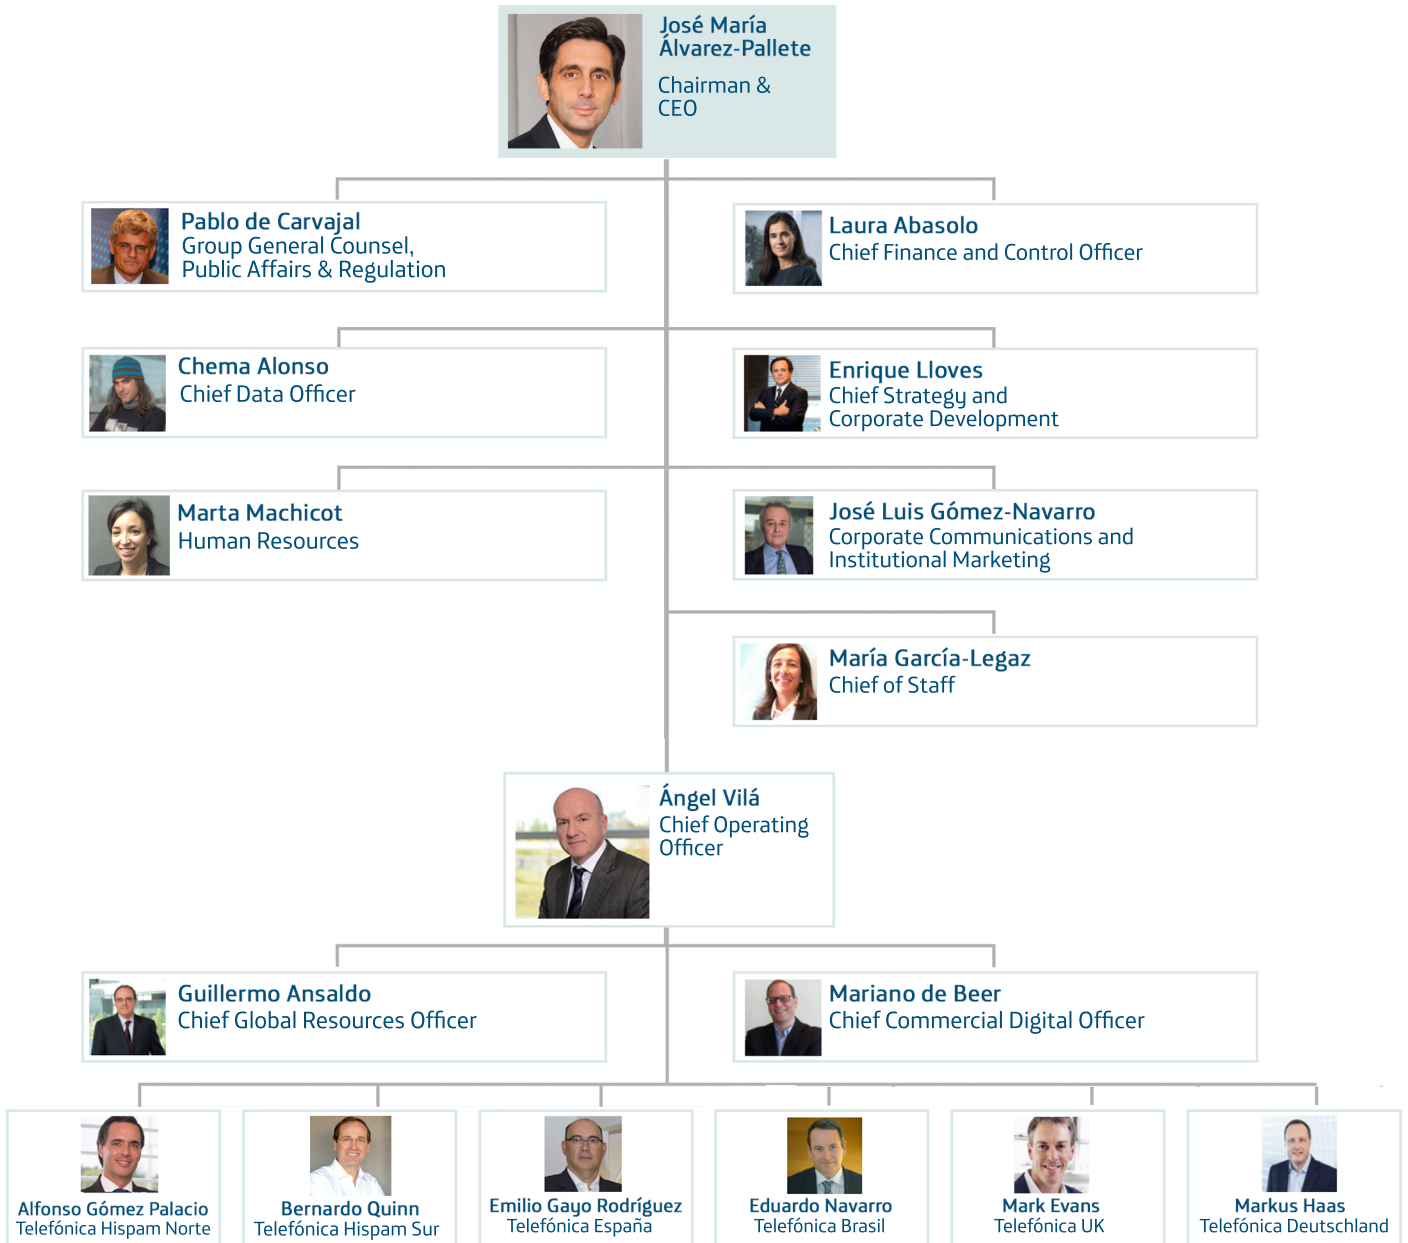 José María
Álvarez-Pallete
Chairman &
CEO
Pablo de Carvajal
Group General Counsel,
Public Affairs & Regulation
Laura Abasolo
Chief Finance and Control Officer
Chema Alonso
Chief Data Officer
Enrique Lloves
Chief Strategy and
Corporate Development
Marta Machicot
Human Resources
José Luis Gómez-Navarro
Corporate Communications and
Institutional Marketing
María García-Legaz
Chief of Staff
Ángel Vilá
Chief Operating
Officer
Guillermo Ansaldo
Chief Global Resources Officer
Mariano de Beer
Chief Commercial Digital Officer
Alfonso Gómez Palacio
Telefónica Hispam Norte
Bernardo Quinn
Telefónica Hispam Sur
Emilio Gayo Rodríguez
Telefónica España
Eduardo Navarro
Telefónica Brasil
Mark Evans
Telefónica UK
Markus Haas
Telefónica Deutschland